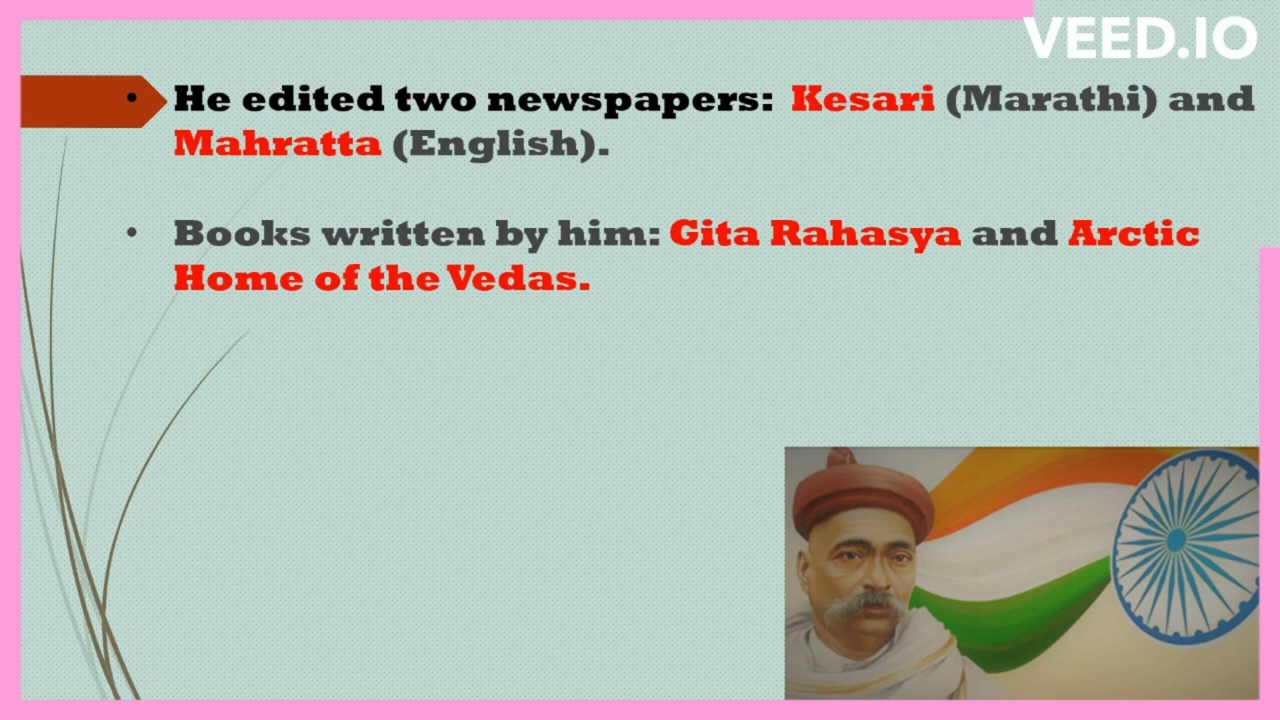 VEED.IO
• He edited two newspapers: Kesari (Marathi) and
Mahratta (English).
• Books written by him: Gita Rahasya and Arctic
Home of the Vedas.